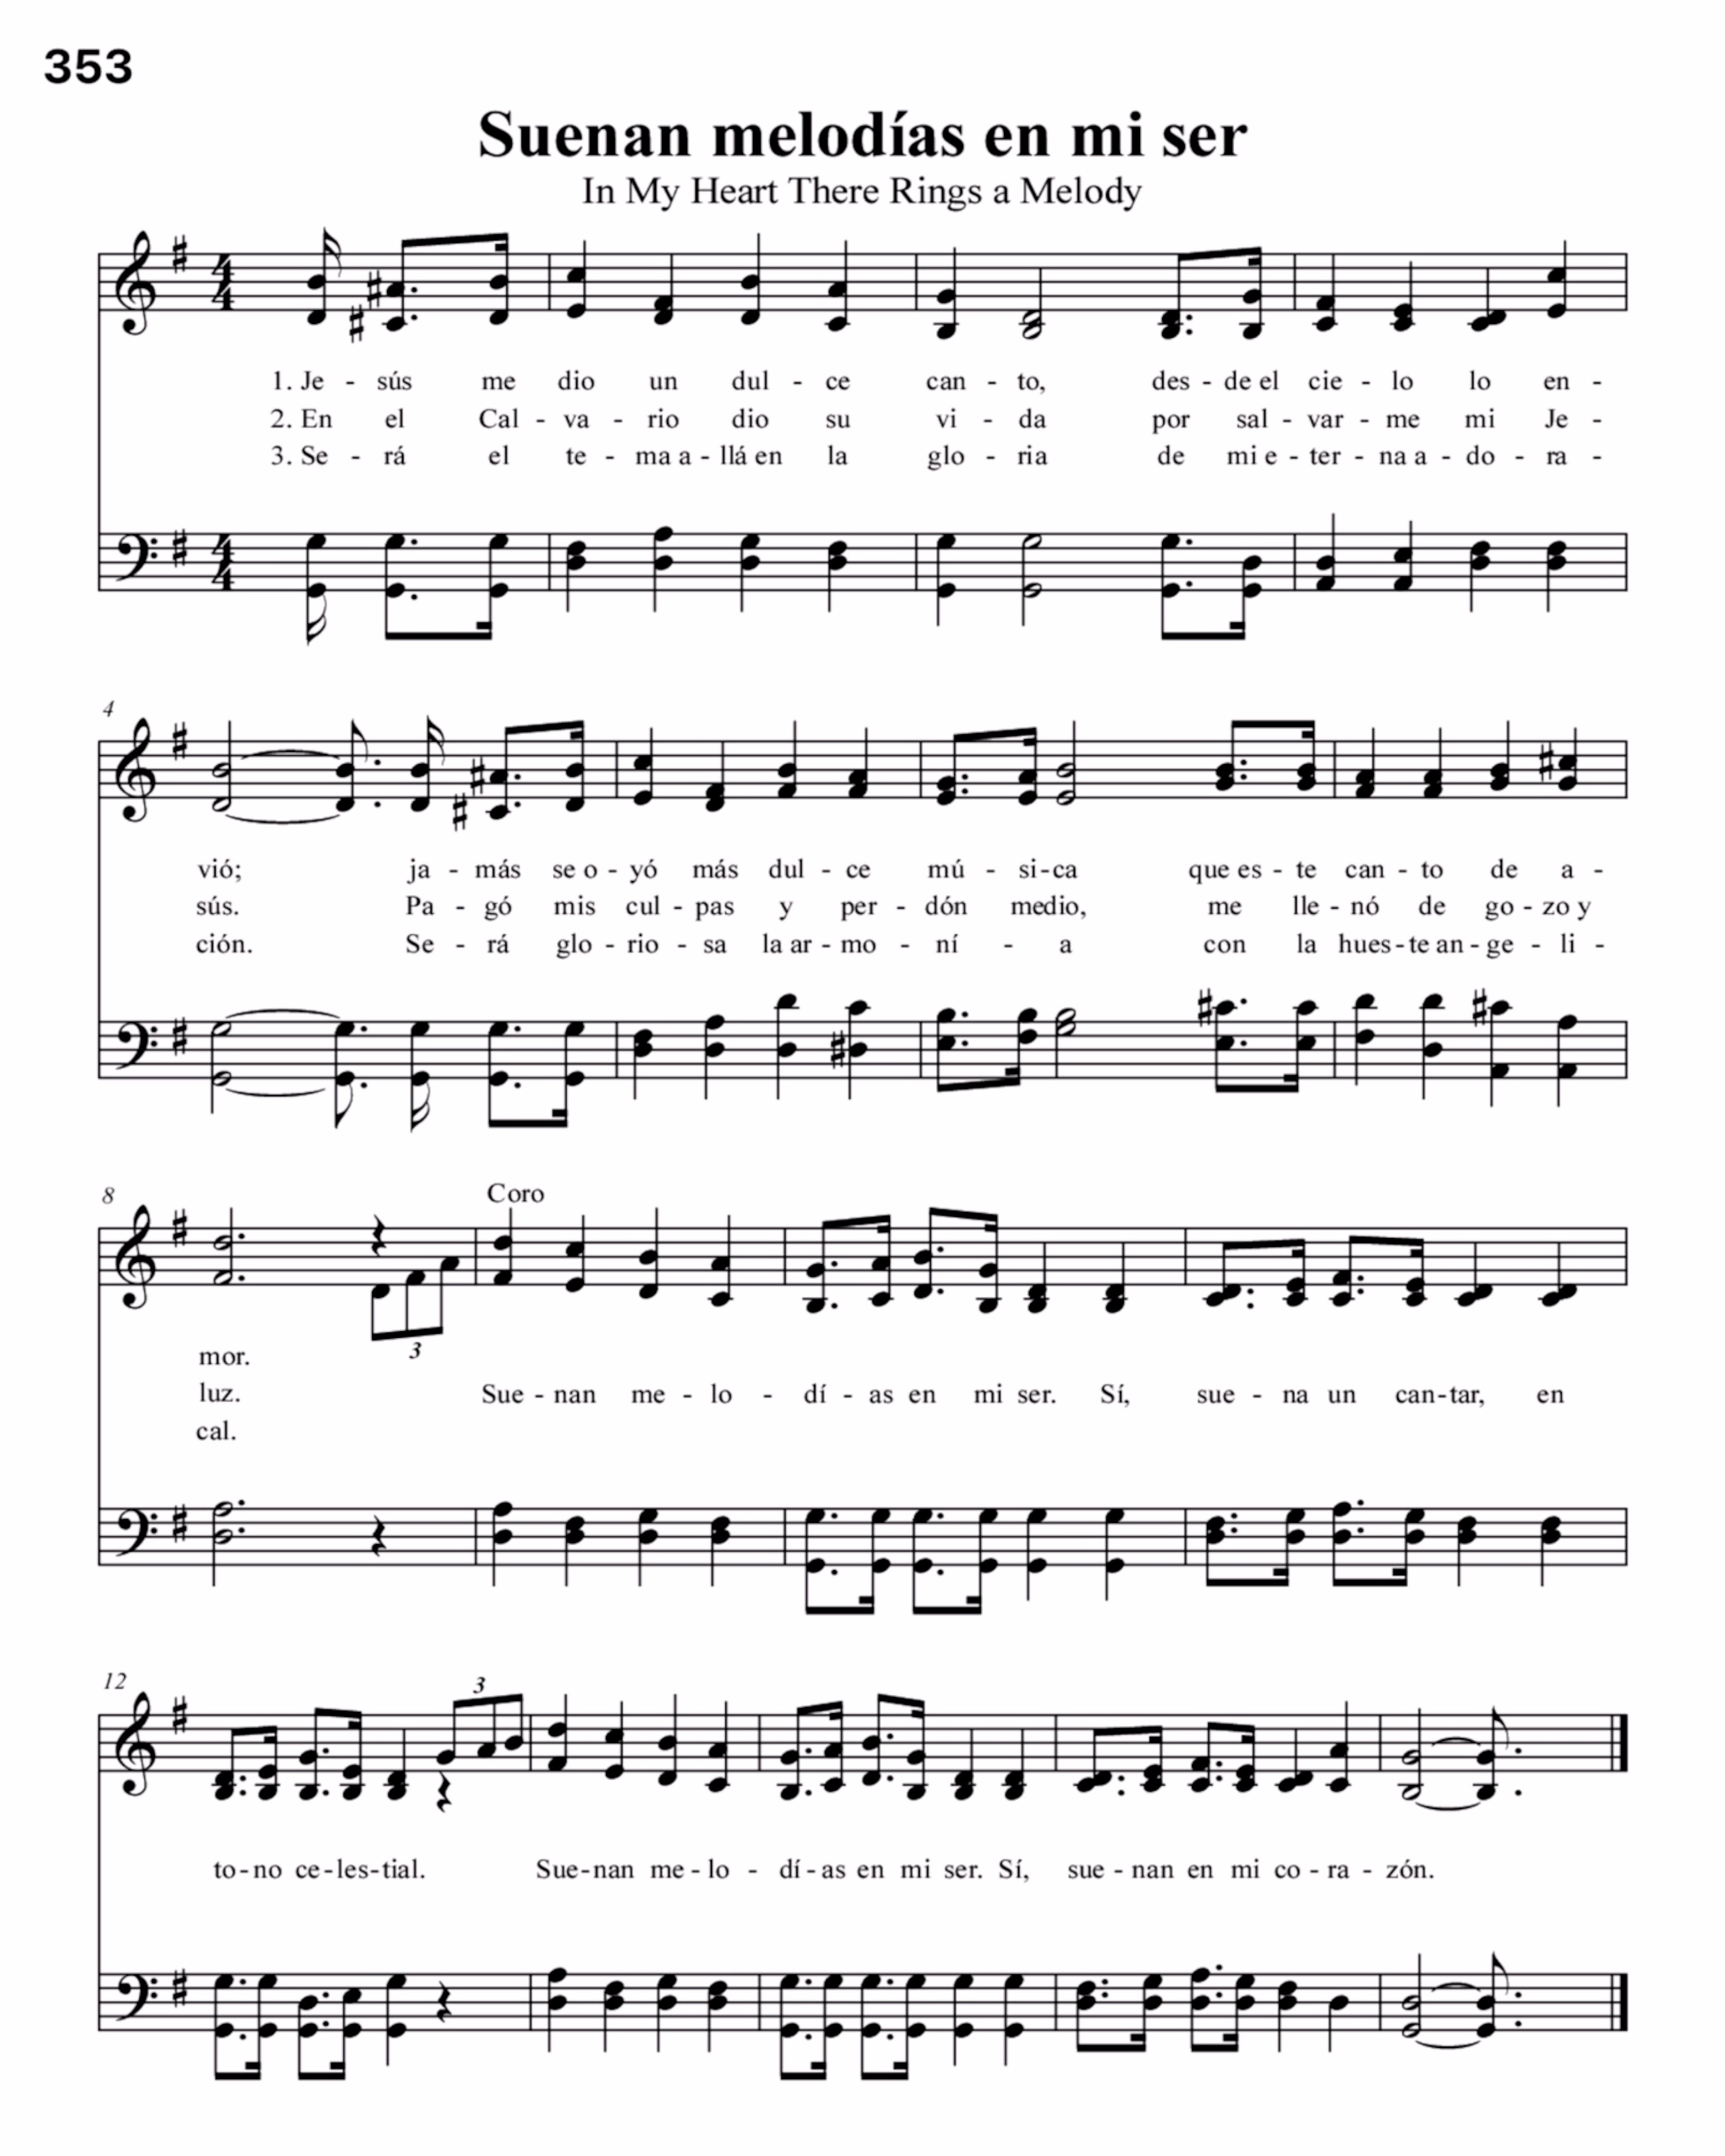 353
Suenan melodías en mi ser
In My Heart There Rings a Melody
1. Je - sús me dio un dul - ce can - to, des - de el cie - lo lo en -
2. En el Cal - va - rio dio su vi - da por sal - var - me mi Je -
3. Se - rá el te - ma a - llá en la glo - ria de mi e - ter - na a - do - ra -
4
vió; ja - más se o - yó más dul - ce mú - si - ca que es - te can - to de a -
sús. Pa - gó mis cul - pas y per - dón medio, me lle - nó de go - zo y
ción. Se - rá glo - rio - sa la ar - mo - ní - a con la hues - te an - ge - li -
8
Coro
3
mor.
luz. Sue - nan me - lo - dí - as en mi ser. Sí, sue - na un can - tar, en
cal.
12
3
to - no ce - les - tial. Sue - nan me - lo - dí - as en mi ser. Sí, sue - nan en mi co - ra - zón.